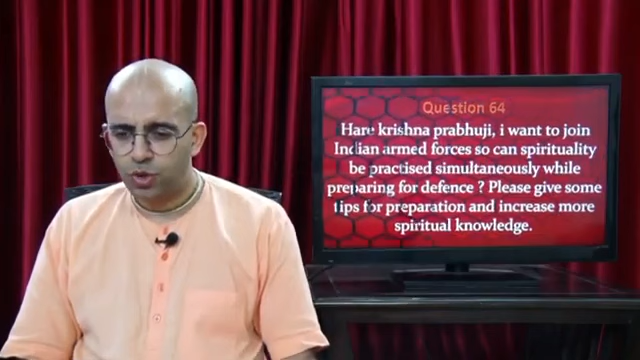 Question 64
Hare krishna prabhuji, i want to join
Indian armed forces so can spirituality
be practised simultaneously while
preparing for defence ? Please give some
tips for preparation and increase more
spiritual knowledge.